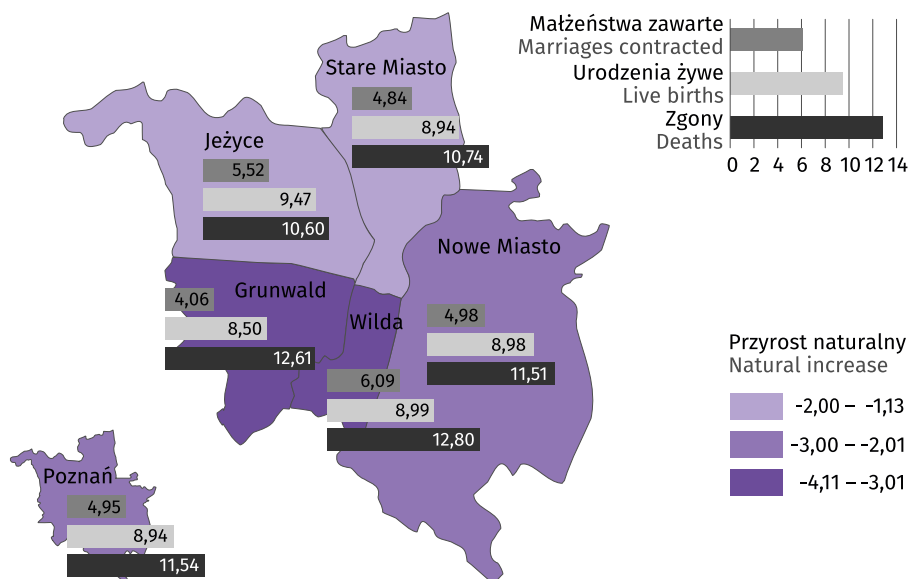 Małżeństwa zawarte
Marriages contracted
Urodzenia żywe
Live births
Zgony
Deaths
0 2 4 6 8 10 12 14
Stare Miasto
4,84
8,94
10,74
Jeżyce
5,52
9,47
10,60
Nowe Miasto
4,98
8,98
11,51
Grunwald
4,06
8,50
12,61
Wilda
6,09
8,99
12,80
Przyrost naturalny
Natural increase
-2,00 – -1,13
-3,00 – -2,01
-4,11 – -3,01
Poznań
4,95
8,94
11,54